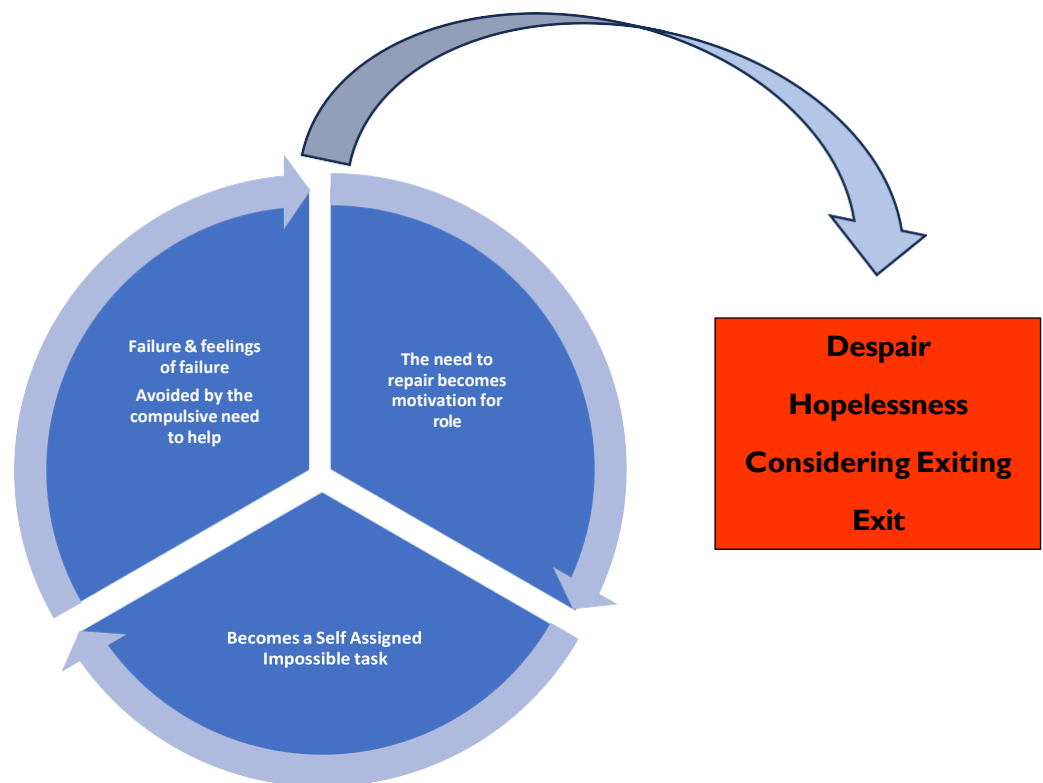 Failure & feelings
of failure
Avoided by the
compulsive need
to help
The need to
repair becomes
motivation for
role
Becomes a Self Assigned
Impossible task
Despair
Hopelessness
Considering Exiting
Exit